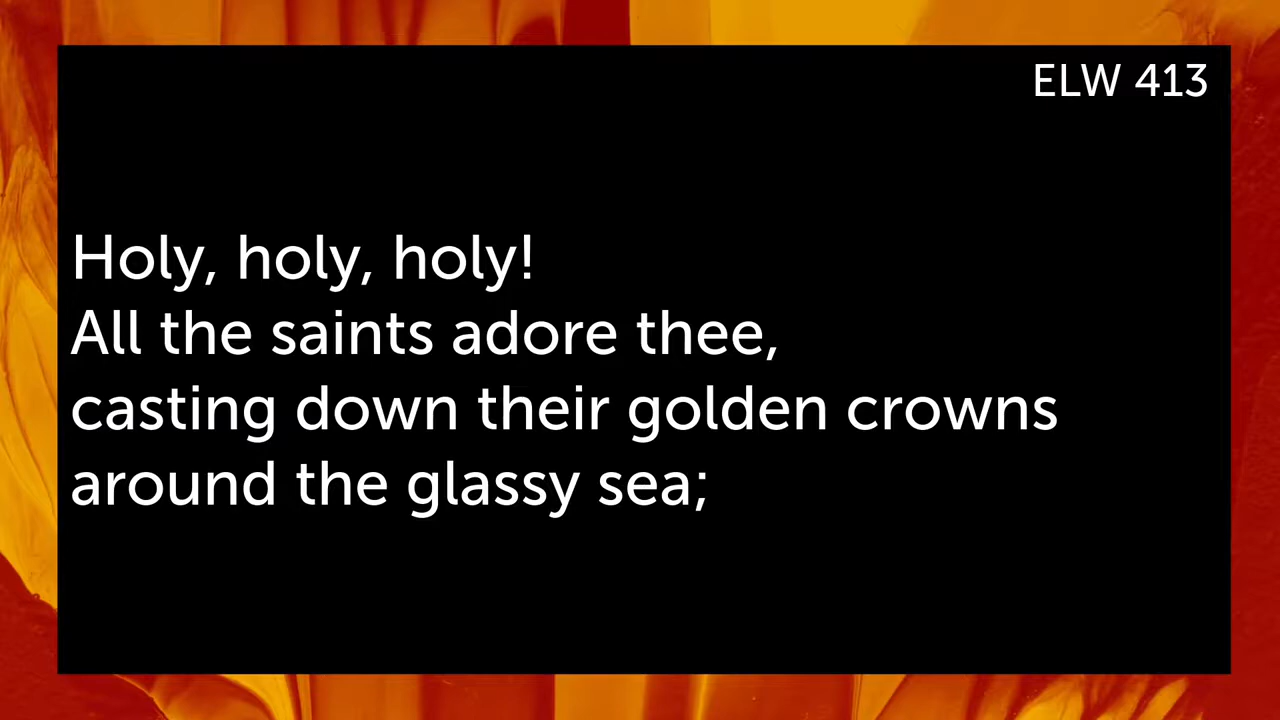 ELW 413
Holy, holy, holy!
All the saints adore thee,
casting down their golden crowns
around the glassy sea;